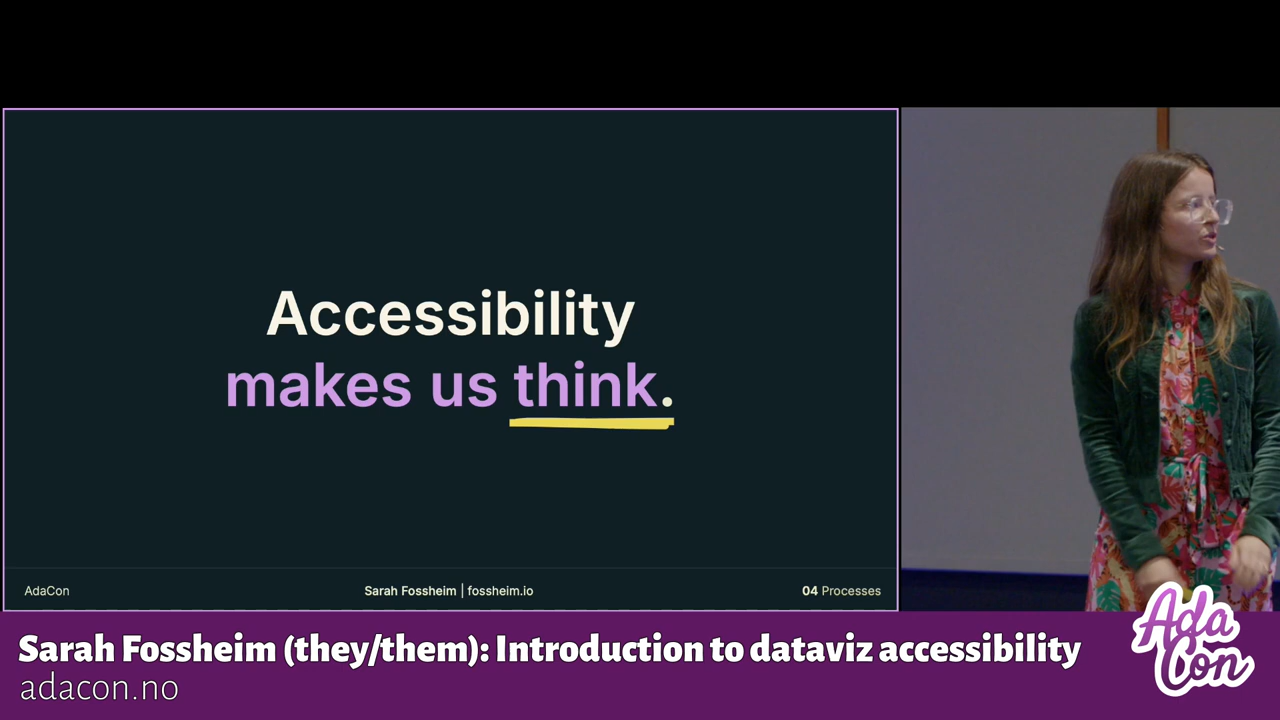 Accessibility
makes us think.
AdaCon
Sarah Fossheim | fossheim.io
04 Processes
Sarah Fossheim (they/them): Introduction to dataviz accessibility
adacon.no
Ada
Con